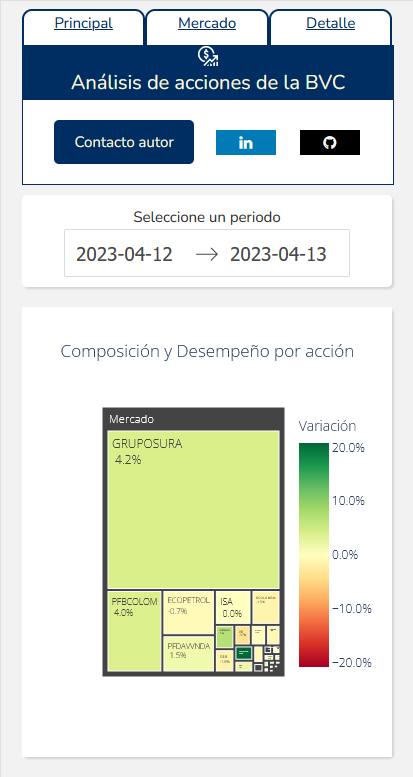 Principal
Mercado
Detalle
Análisis de acciones de la BVC
Contacto autor
Seleccione un periodo
2023-04-12 → 2023-04-13
Composición y Desempeño por acción
Mercado
GRUPOSURA
4.2%
PFBCOLOM
4.0%
ECOPETROL
-0.7%
PFDAVVNDA
1.5%
ISA
0.0%
Variación
20.0%
10.0%
0.0%
−10.0%
−20.0%